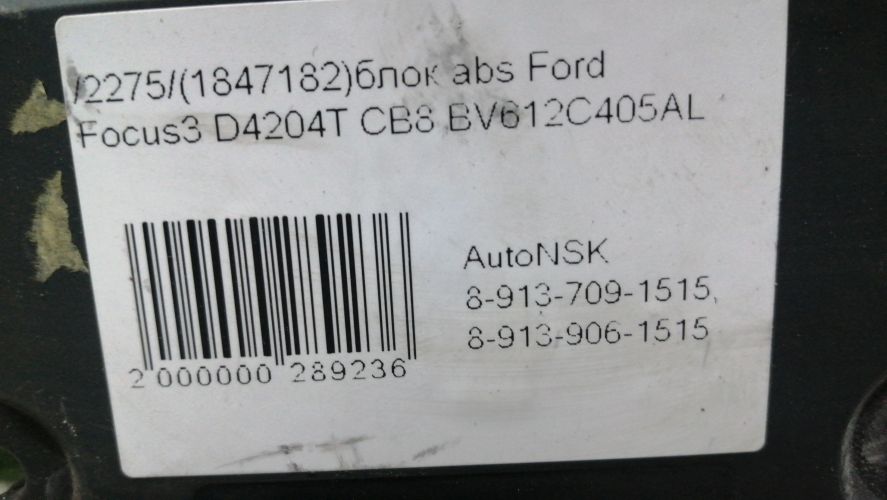 /2275/(1847182)блок abs Ford
Focus3 D4204T CB8 BV612C405AL
AutoNSK
8-913-709-1515,
8-913-906-1515
2 000000 289236